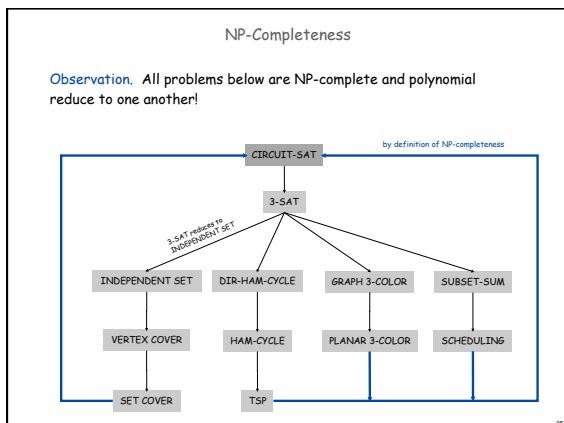 NP-Completeness
Observation. All problems below are NP-complete and polynomial
reduce to one another!
by definition of NP-completeness
CIRCUIT-SAT
3-SAT
3-SAT reduces to
INDEPENDENT SET
INDEPENDENT SET
DIR-HAM-CYCLE
GRAPH 3-COLOR
SUBSET-SUM
VERTEX COVER
HAM-CYCLE
PLANAR 3-COLOR
SCHEDULING
SET COVER
TSP